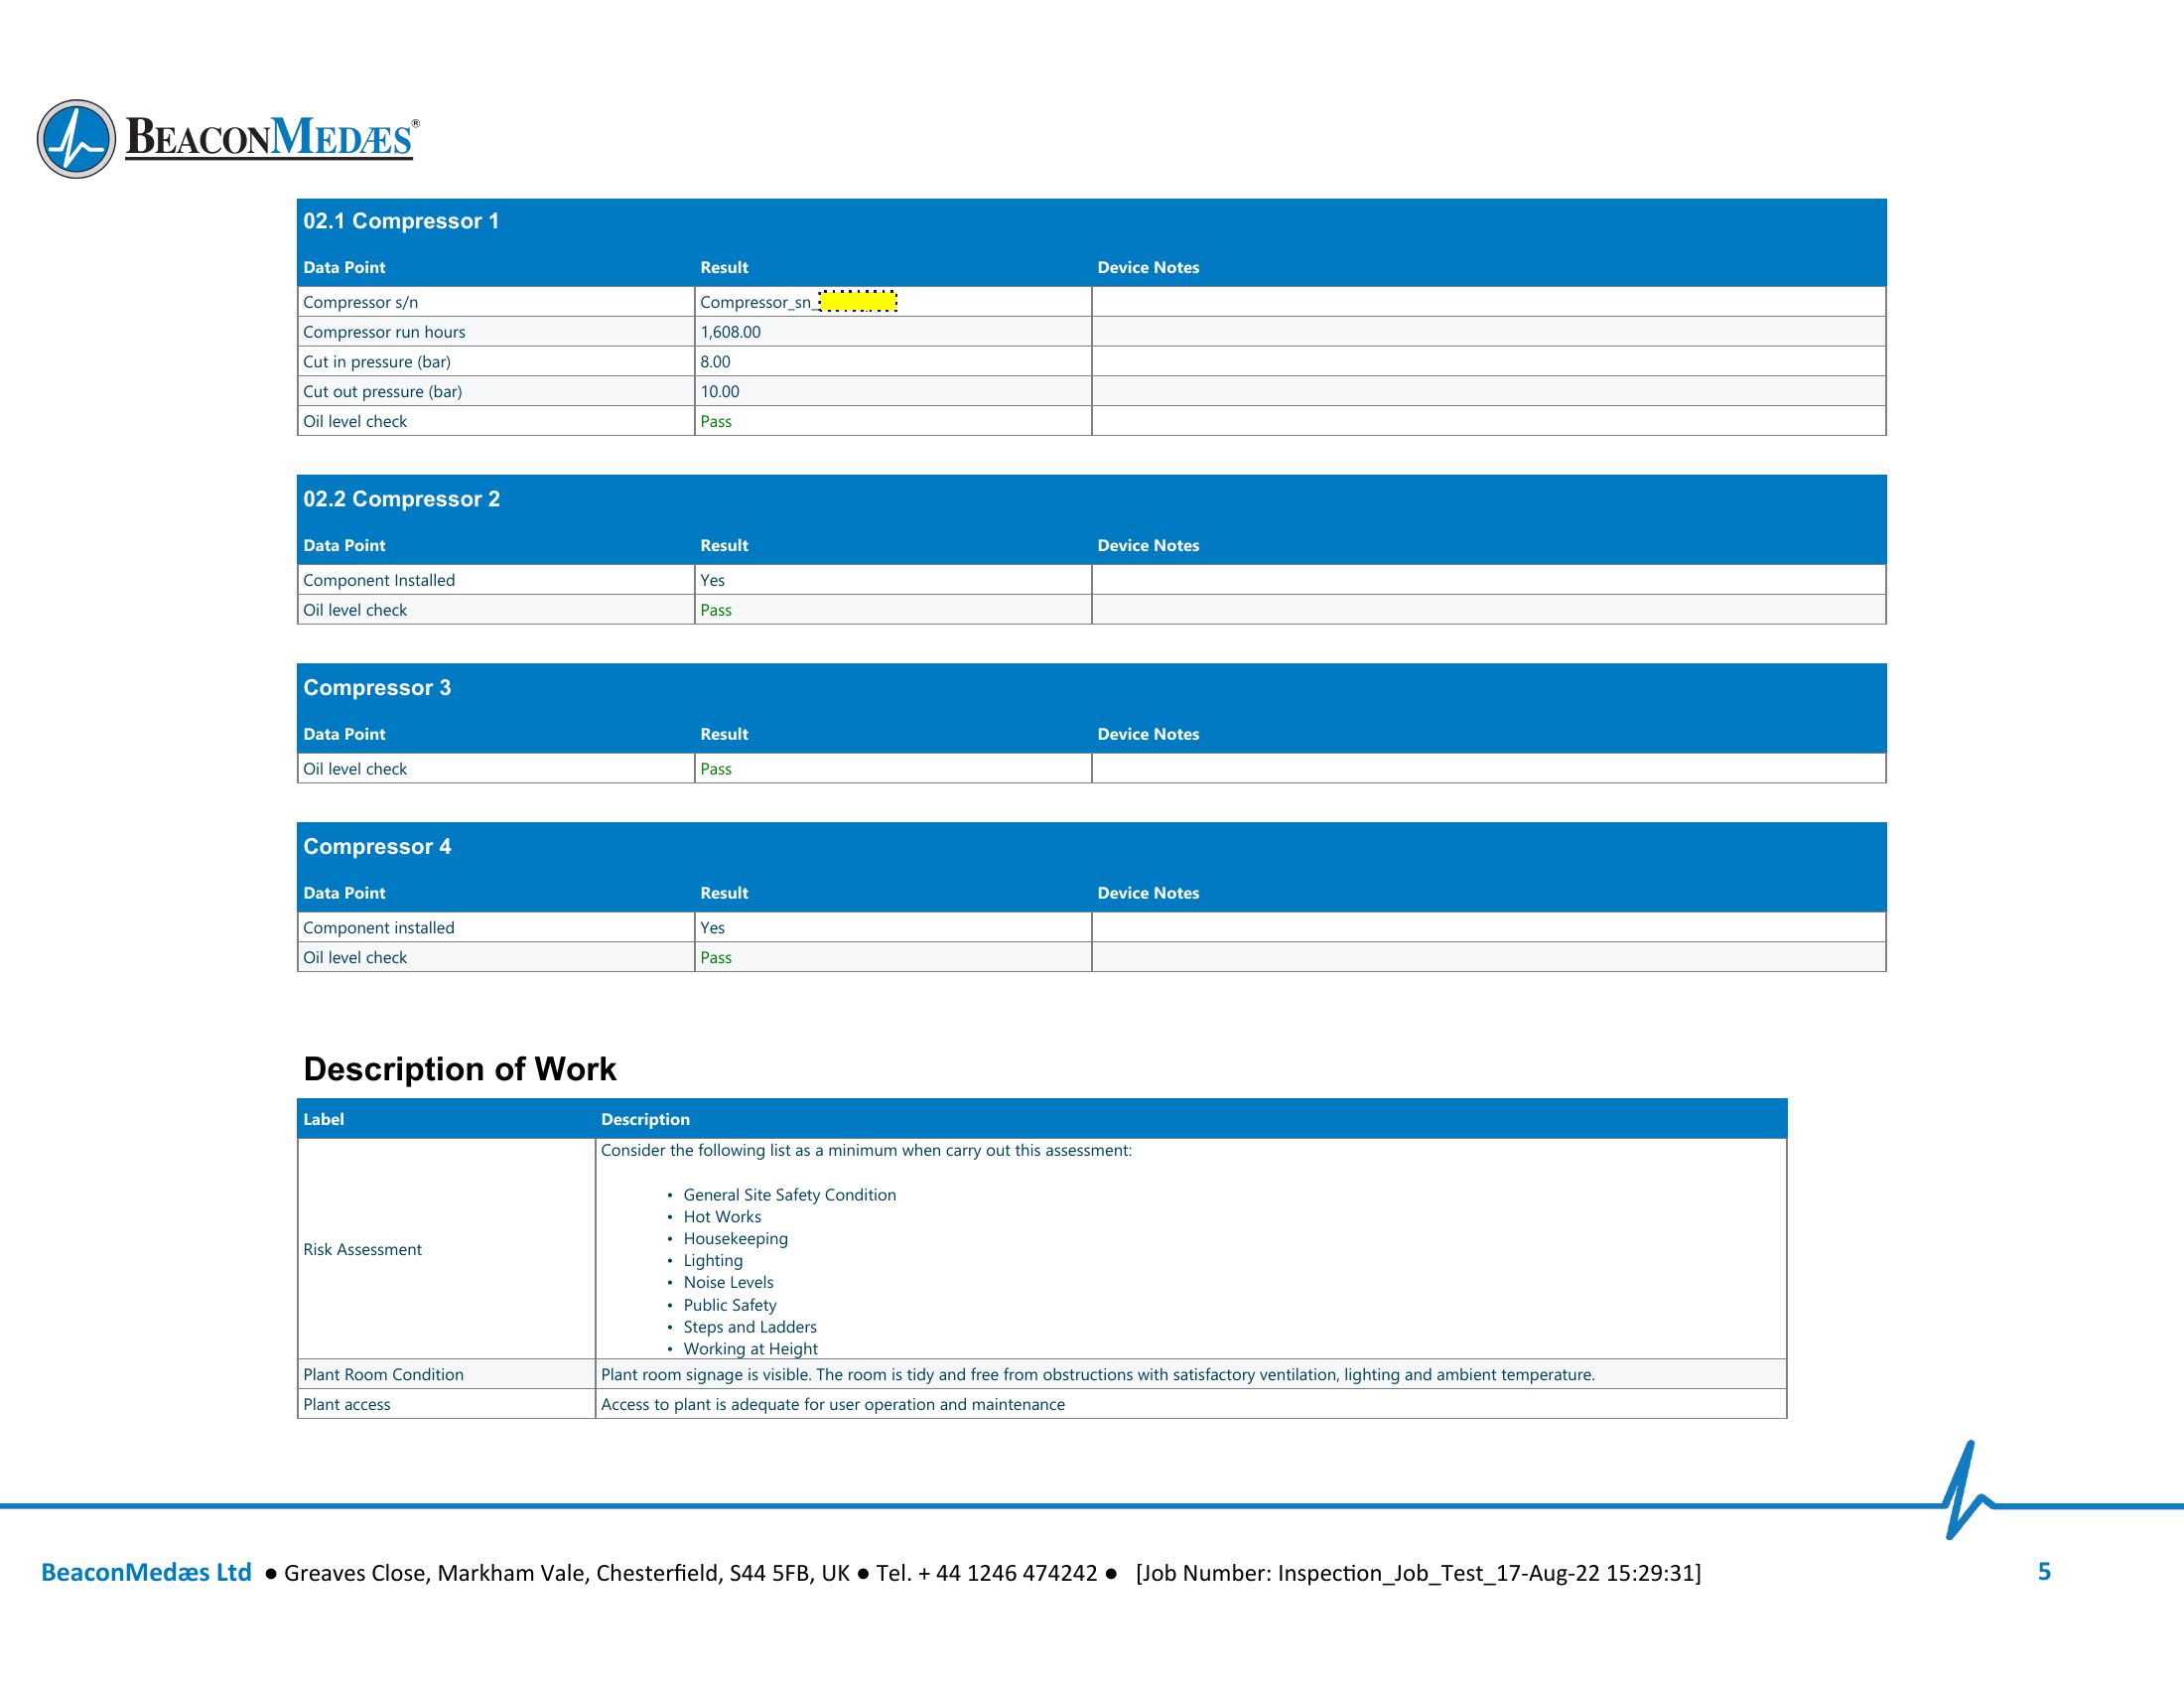 BEACONMEDÆS®
02.1 Compressor 1
Data Point Result Device Notes
Compressor s/n Compressor_sn_
Compressor run hours 1,608.00
Cut in pressure (bar) 8.00
Cut out pressure (bar) 10.00
Oil level check Pass
02.2 Compressor 2
Data Point Result Device Notes
Component Installed Yes
Oil level check Pass
Compressor 3
Data Point Result Device Notes
Oil level check Pass
Compressor 4
Data Point Result Device Notes
Component installed Yes
Oil level check Pass
Description of Work
Label Description
Risk Assessment
Consider the following list as a minimum when carry out this assessment:
• General Site Safety Condition
• Hot Works
• Housekeeping
• Lighting
• Noise Levels
• Public Safety
• Steps and Ladders
• Working at Height
Plant Room Condition Plant room signage is visible. The room is tidy and free from obstructions with satisfactory ventilation, lighting and ambient temperature.
Plant access Access to plant is adequate for user operation and maintenance
BeaconMedæs Ltd ● Greaves Close, Markham Vale, Chesterfield, S44 5FB, UK ● Tel. + 44 1246 474242 ● [Job Number: Inspection_Job_Test_17-Aug-22 15:29:31] 5